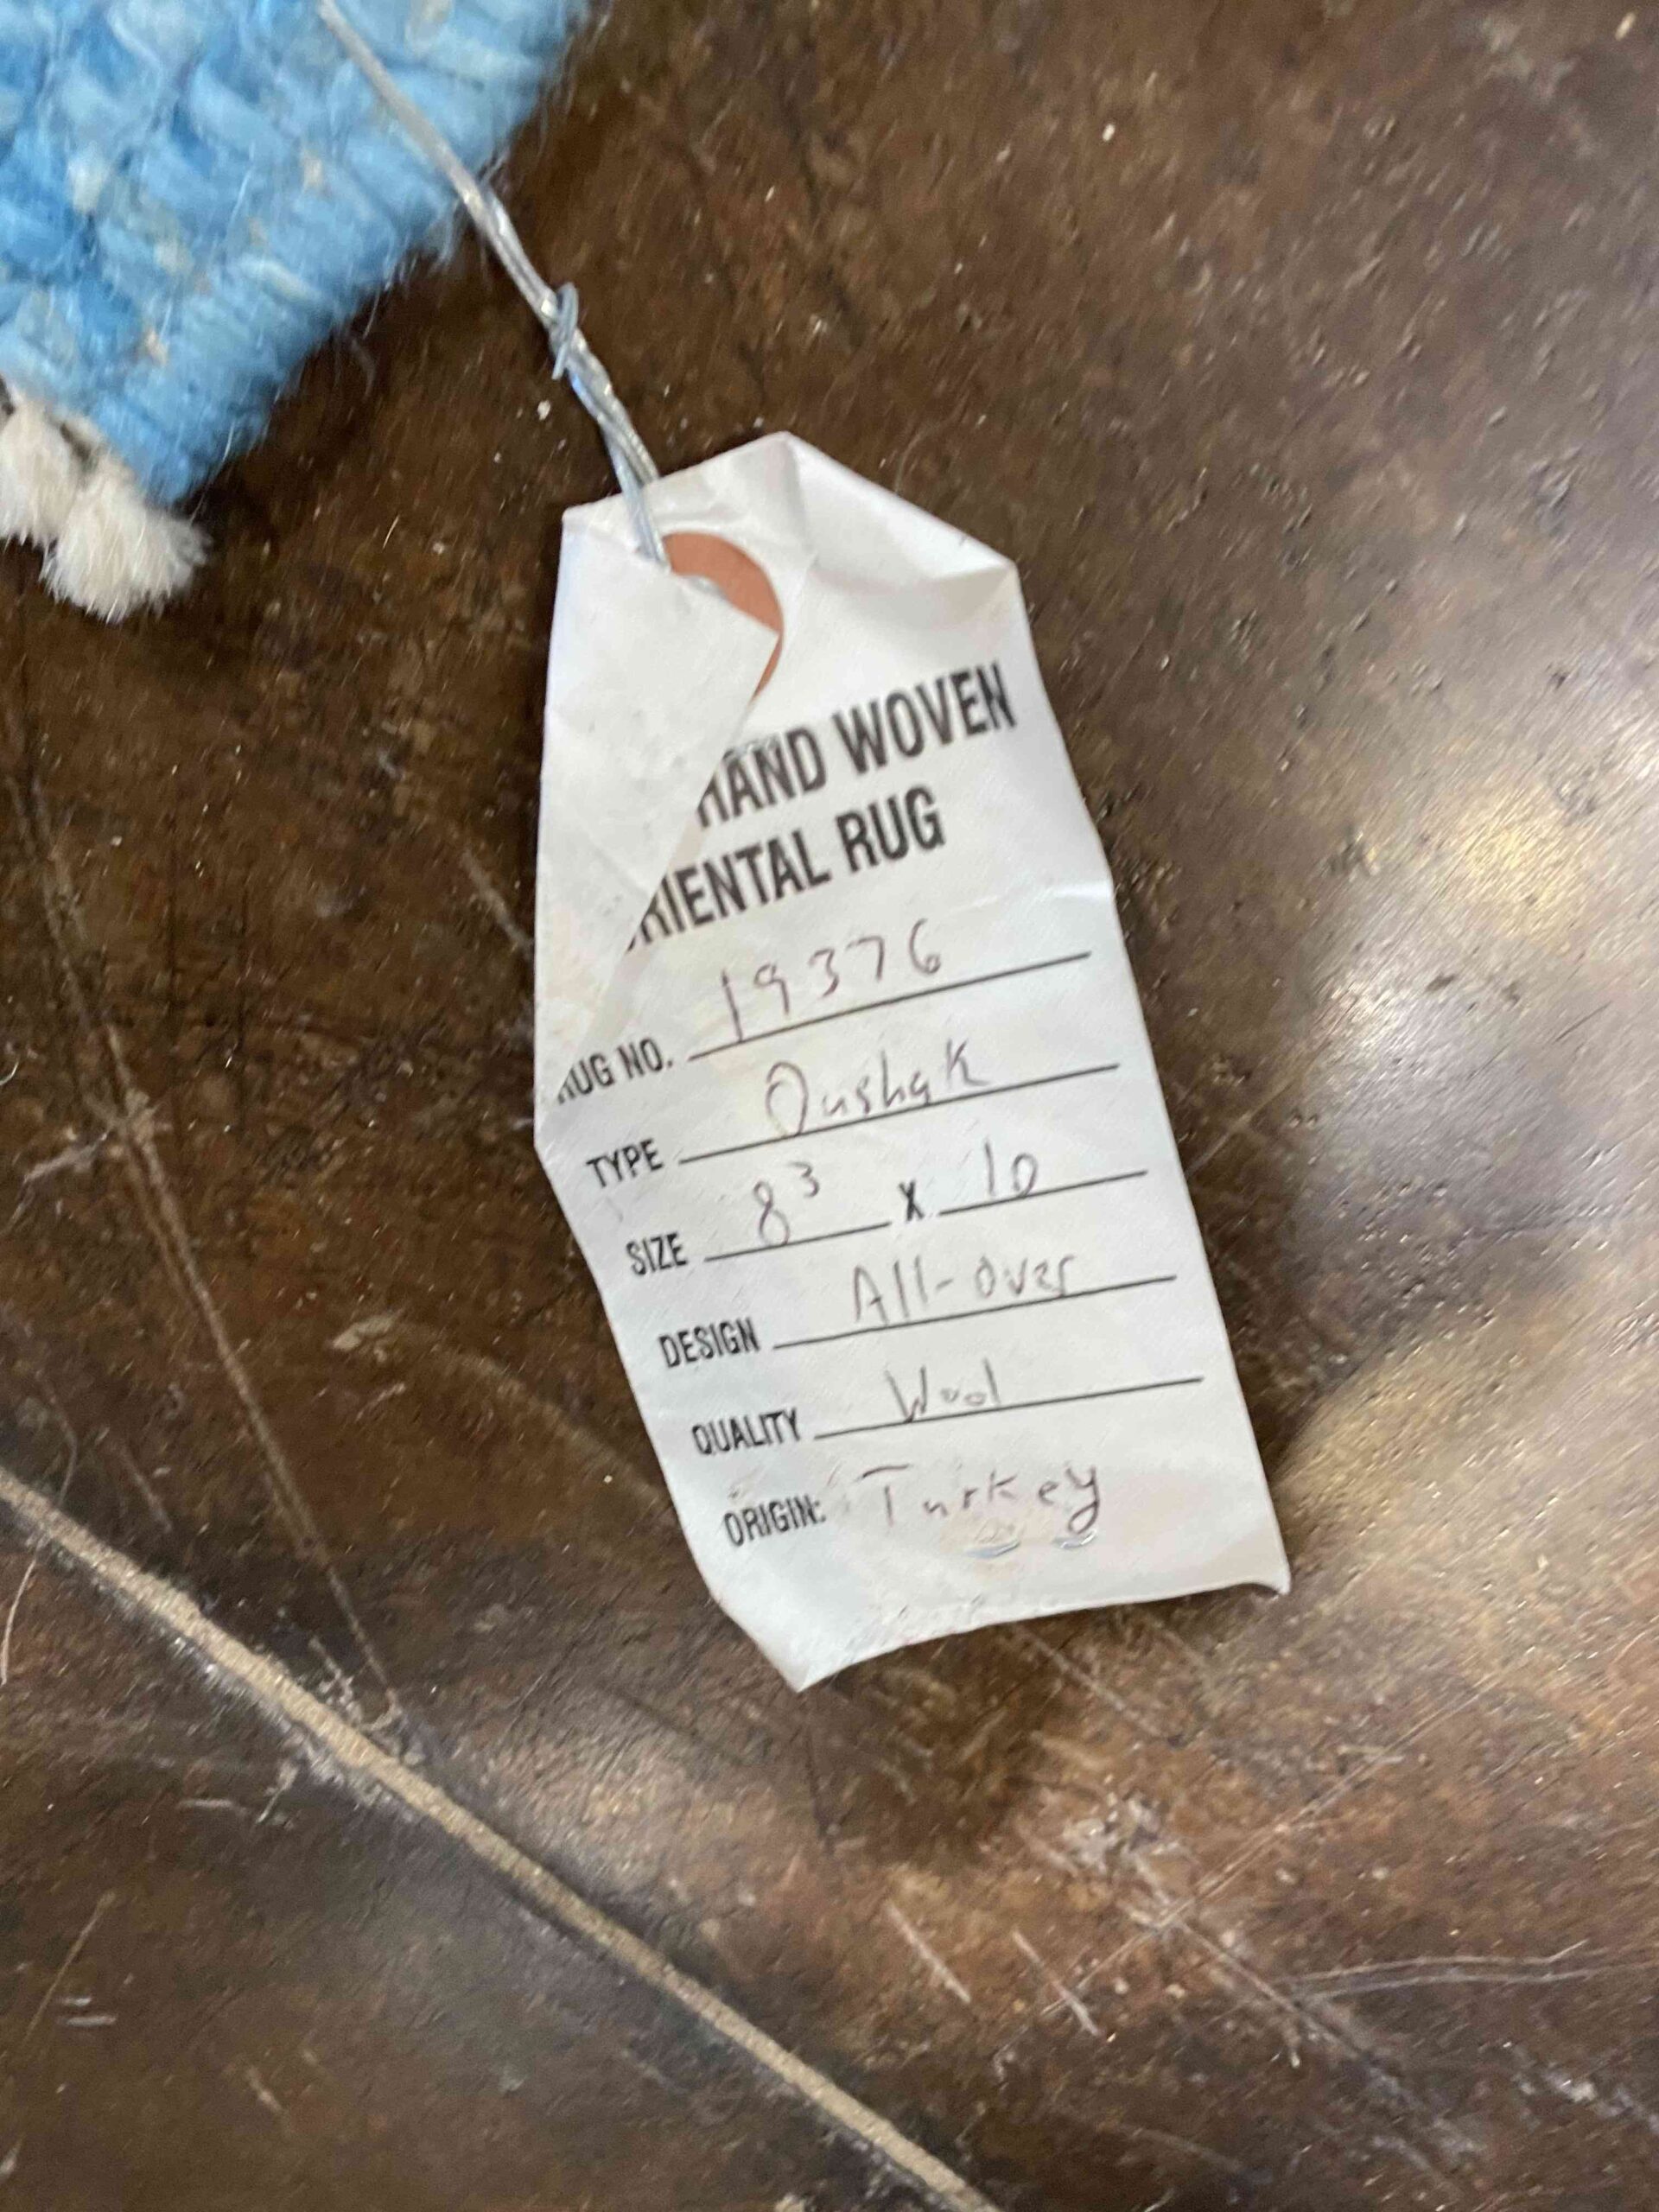 HAND WOVEN
RIENTAL RUG
RUG NO. 19376
TYPE Oushak
SIZE 8³ X 10
DESIGN All-Over
QUALITY Wool
ORIGIN: Turkey